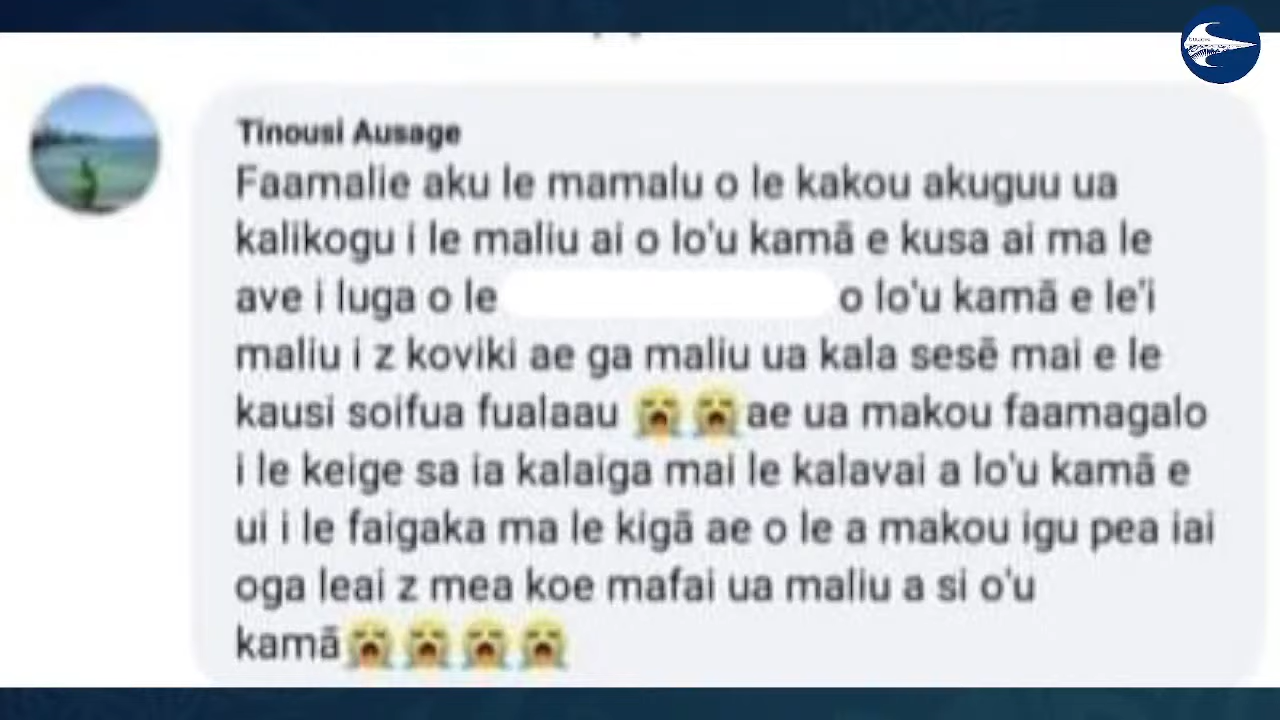 Tinousi Ausage
Faamalie aku le mamalu o le kakou akuguu ua
kalikogu i le maliu ai o lo'u kamā e kusa ai ma le
ave i luga o le o lo'u kamā e le'i
maliu i z koviki ae ga maliu ua kala sesē mai e le
kausi soifua fualaau 😭😭ae ua makou faamagalo
i le keige sa ia kalaiga mai le kalavai a lo'u kamā e
ui i le faigaka ma le kigā ae o le a makou igu pea iai
oga leai z mea koe mafai ua maliu a si o'u
kamā😭😭😭😭